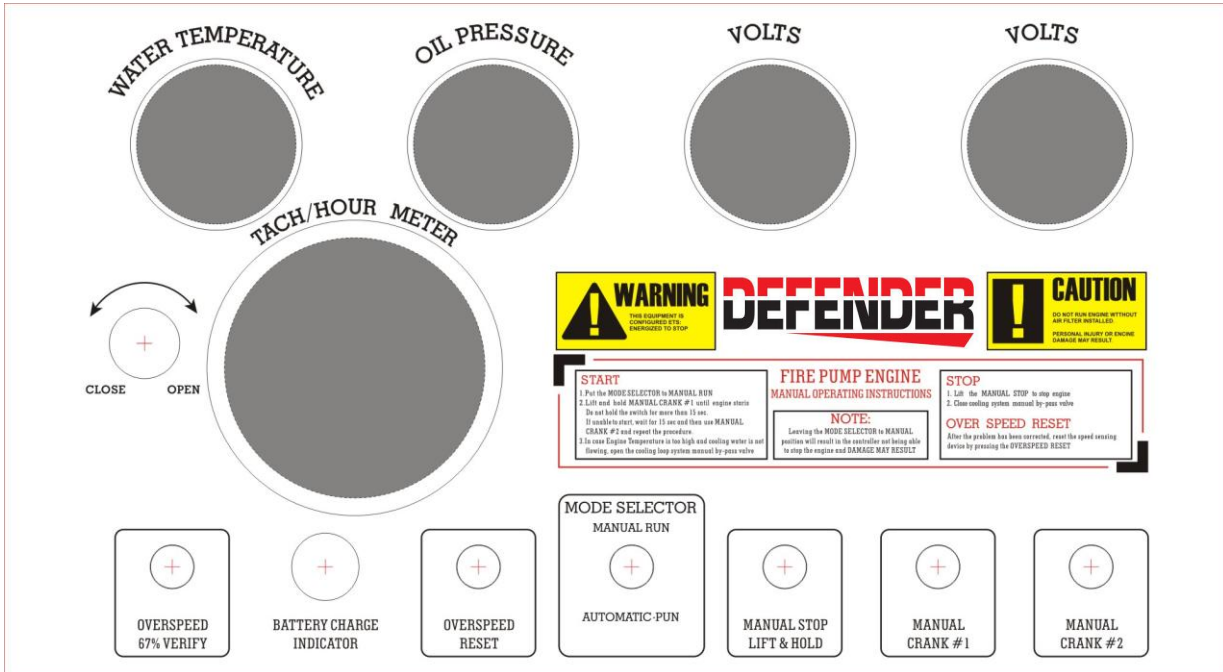 WATER TEMPERATURE
OIL PRESSURE
VOLTS
VOLTS
TACH/HOUR METER
CLOSE
OPEN
WARNING
THIS EQUIPMENT IS
CONFIGURED ETS:
ENERGIZED TO STOP
DEFENDER
CAUTION
DO NOT RUN ENGINE WTTHOUT
AIR FILTER INSTALLED.
PERSONAL INJURY OR ENCINE
DAMAGE MAY RESULT
START
1. Put the MODE SELECTOR to MANUAL RUN
2. Lift and hold MANUAL CRANK #1 until engine staris
Do not hold the switch for more than 15 sec.
If unable to start, wait for 15 sec and then use MANUAL
CRANK #2 and repeat the procedure.
3. In case Engine Temperature is too high and cooling water is not
flewing, open the cooling loop system manual by-pass valve
FIRE PUMP ENGINE
MANUAL OPERATING INSTRUCTIONS
NOTE:
Leaving the MODE SELECTOR to MANUAL
position will result in the controller not being able
to stop the engine and DAMAGE MAY RESULT
STOP
1. Lift the MANUAL STOP to step engine
2. Close cooling system manual by-pass valve
OVER SPEED RESET
After the problem has been corrected, reset the speed sensing
device by pressing the OVERSPEED RESET
MODE SELECTOR
MANUAL RUN
AUTOMATIC·PUN
OVERSPEED
67% VERIFY
BATTERY CHARGE
INDICATOR
OVERSPEED
RESET
MANUAL STOP
LIFT & HOLD
MANUAL
CRANK #1
MANUAL
CRANK #2